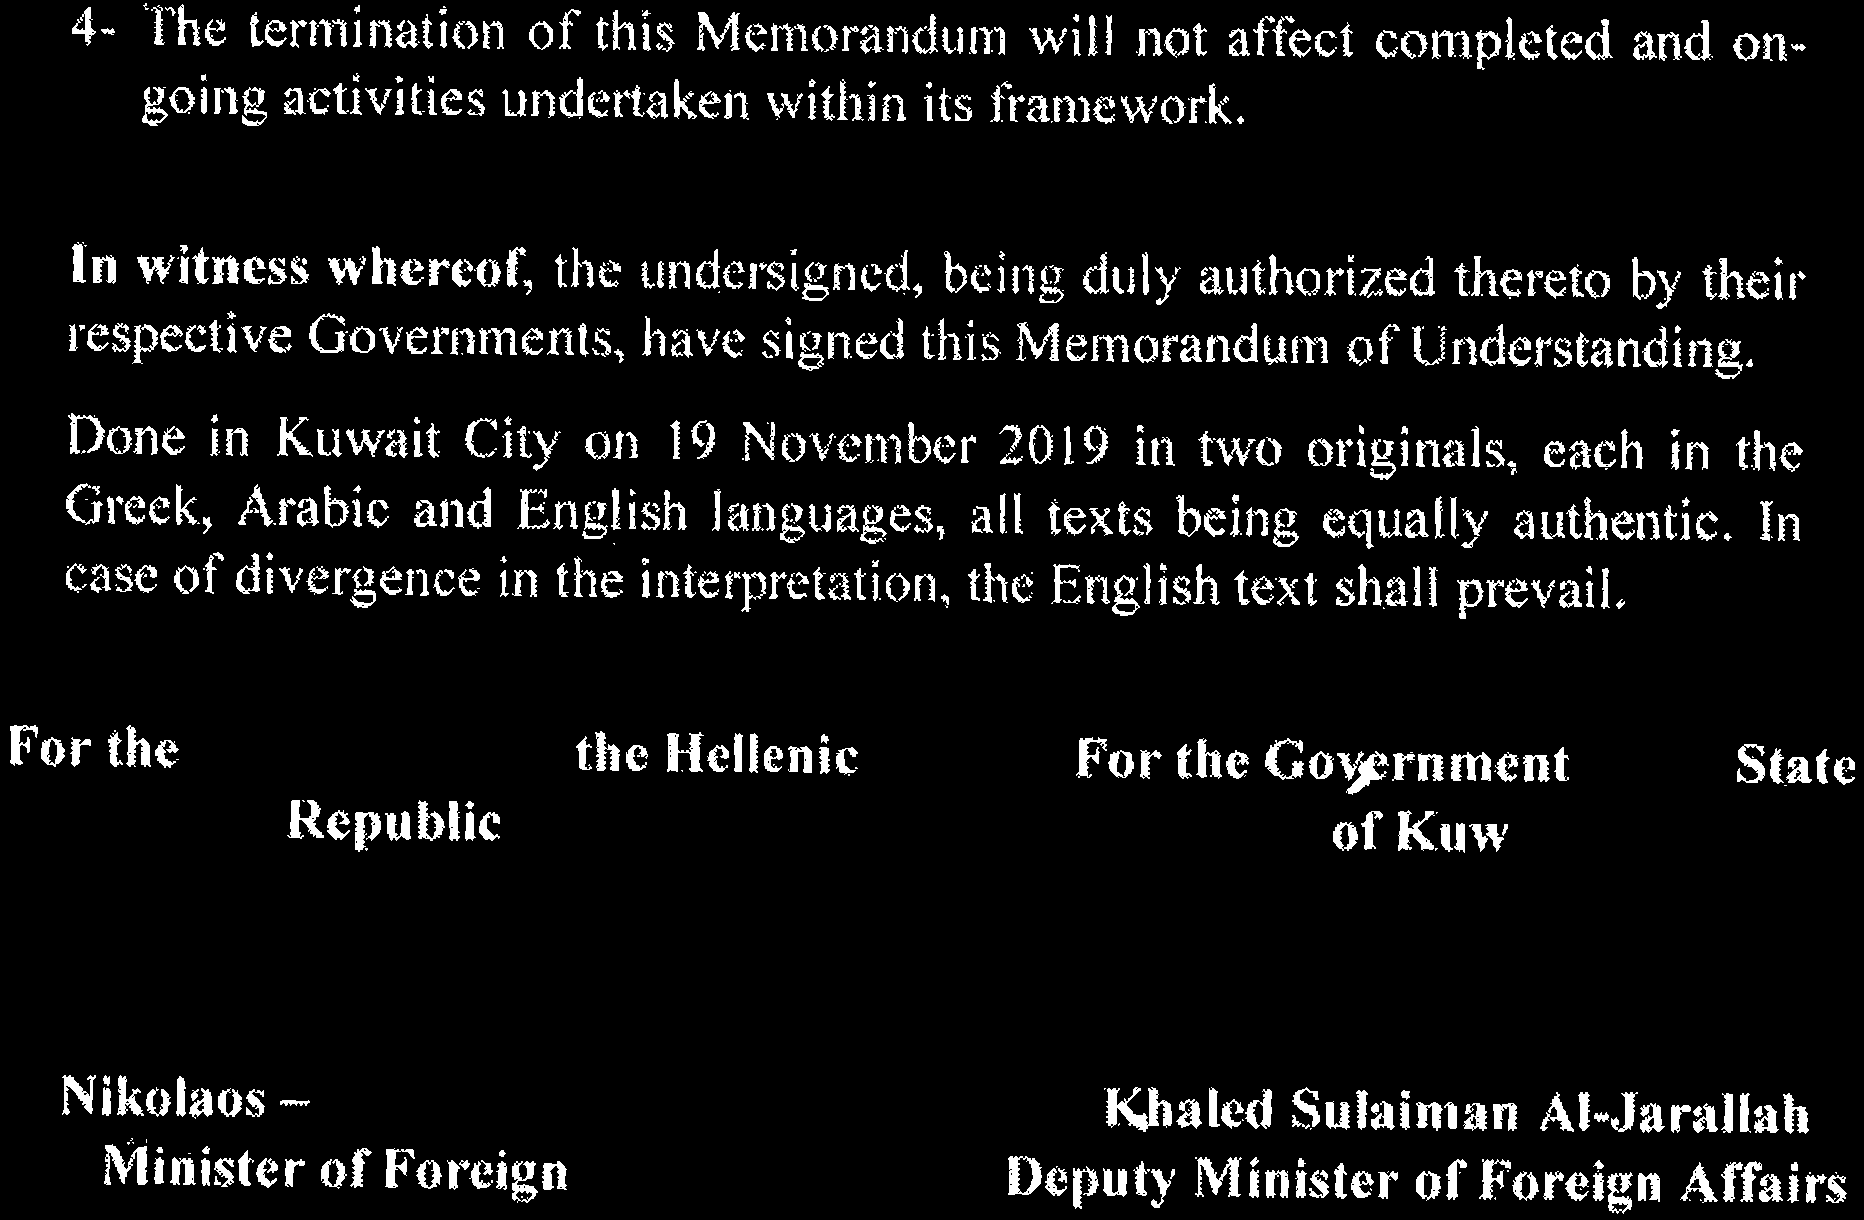 4- The termination of this Memorandum will not affect completed and on-
going activities undertaken within its framework.
In witness whereof, the undersigned, being duly authorized thereto by their
respective Governments, have signed this Memorandum of Understanding.
Done in Kuwait City on 19 November 2019 in two originals, each in the
Greek, Arabic and English languages, all texts being equally authentic. In
case of divergence in the interpretation, the English text shall prevail.
For the the Hellenic
Republic
For the Government State
of Kuw
Nikolaos –
Minister of Foreign
Khaled Sulaiman Al-Jarallah
Deputy Minister of Foreign Affairs